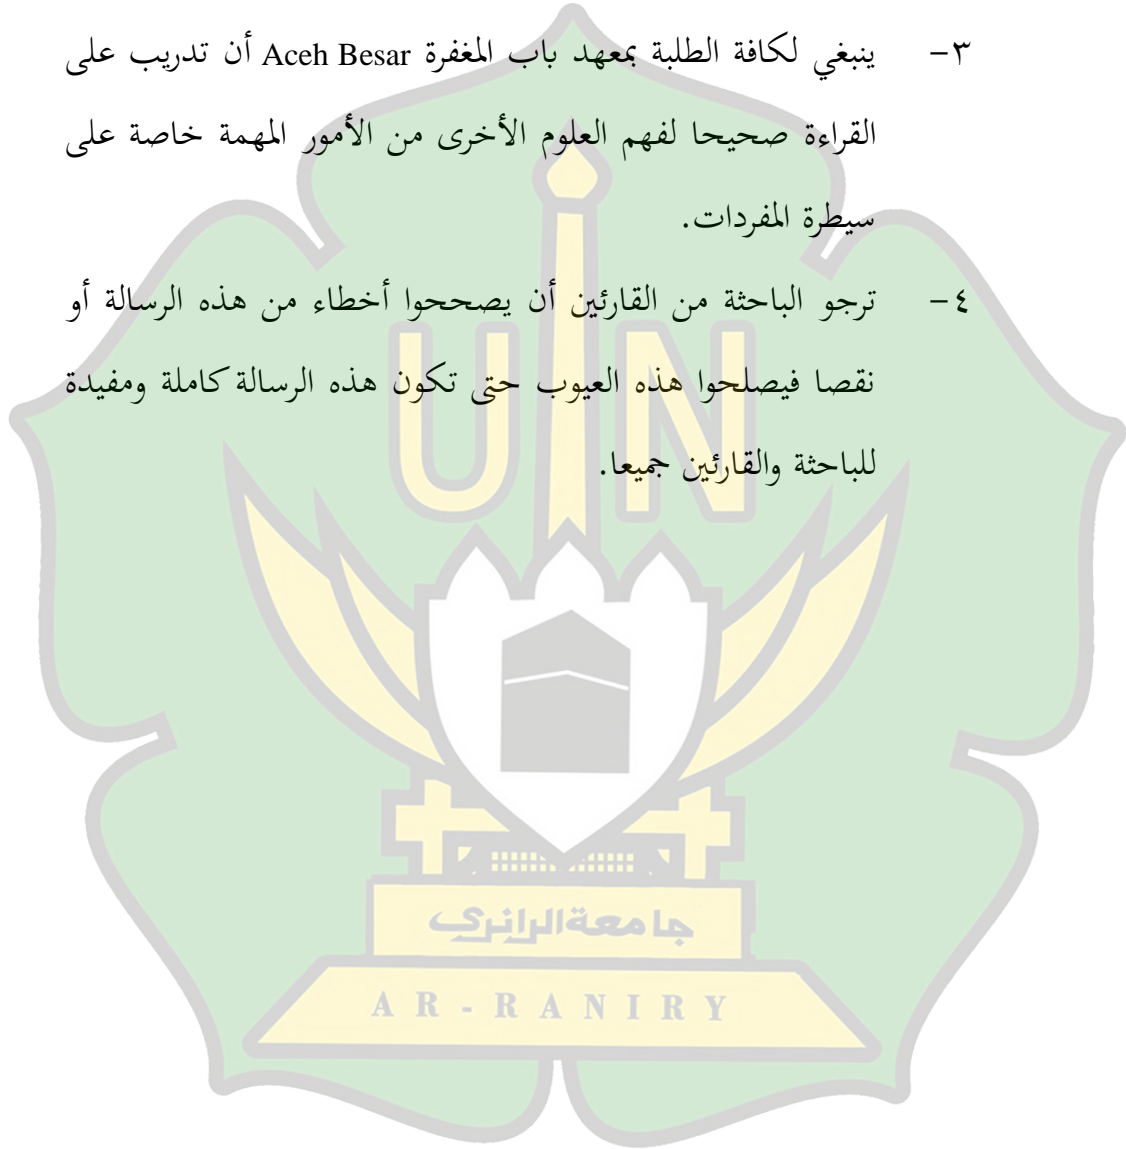 ٣- ينبغي لكافة الطلبة بمعهد باب المغفرة Aceh Besar أن تدريب على
القراءة صحيحا لفهم العلوم الأخرى من الأمور المهمة خاصة على
سيطرة المفردات.
٤- ترجو الباحثة من القارئين أن يصححوا أخطاء من هذه الرسالة أو
نقصا فيصلحوا هذه العيوب حتى تكون هذه الرسالة كاملة ومفيدة
للباحثة والقارئين جميعا.
UIN
جامعة الرانري
AR-RANIRY